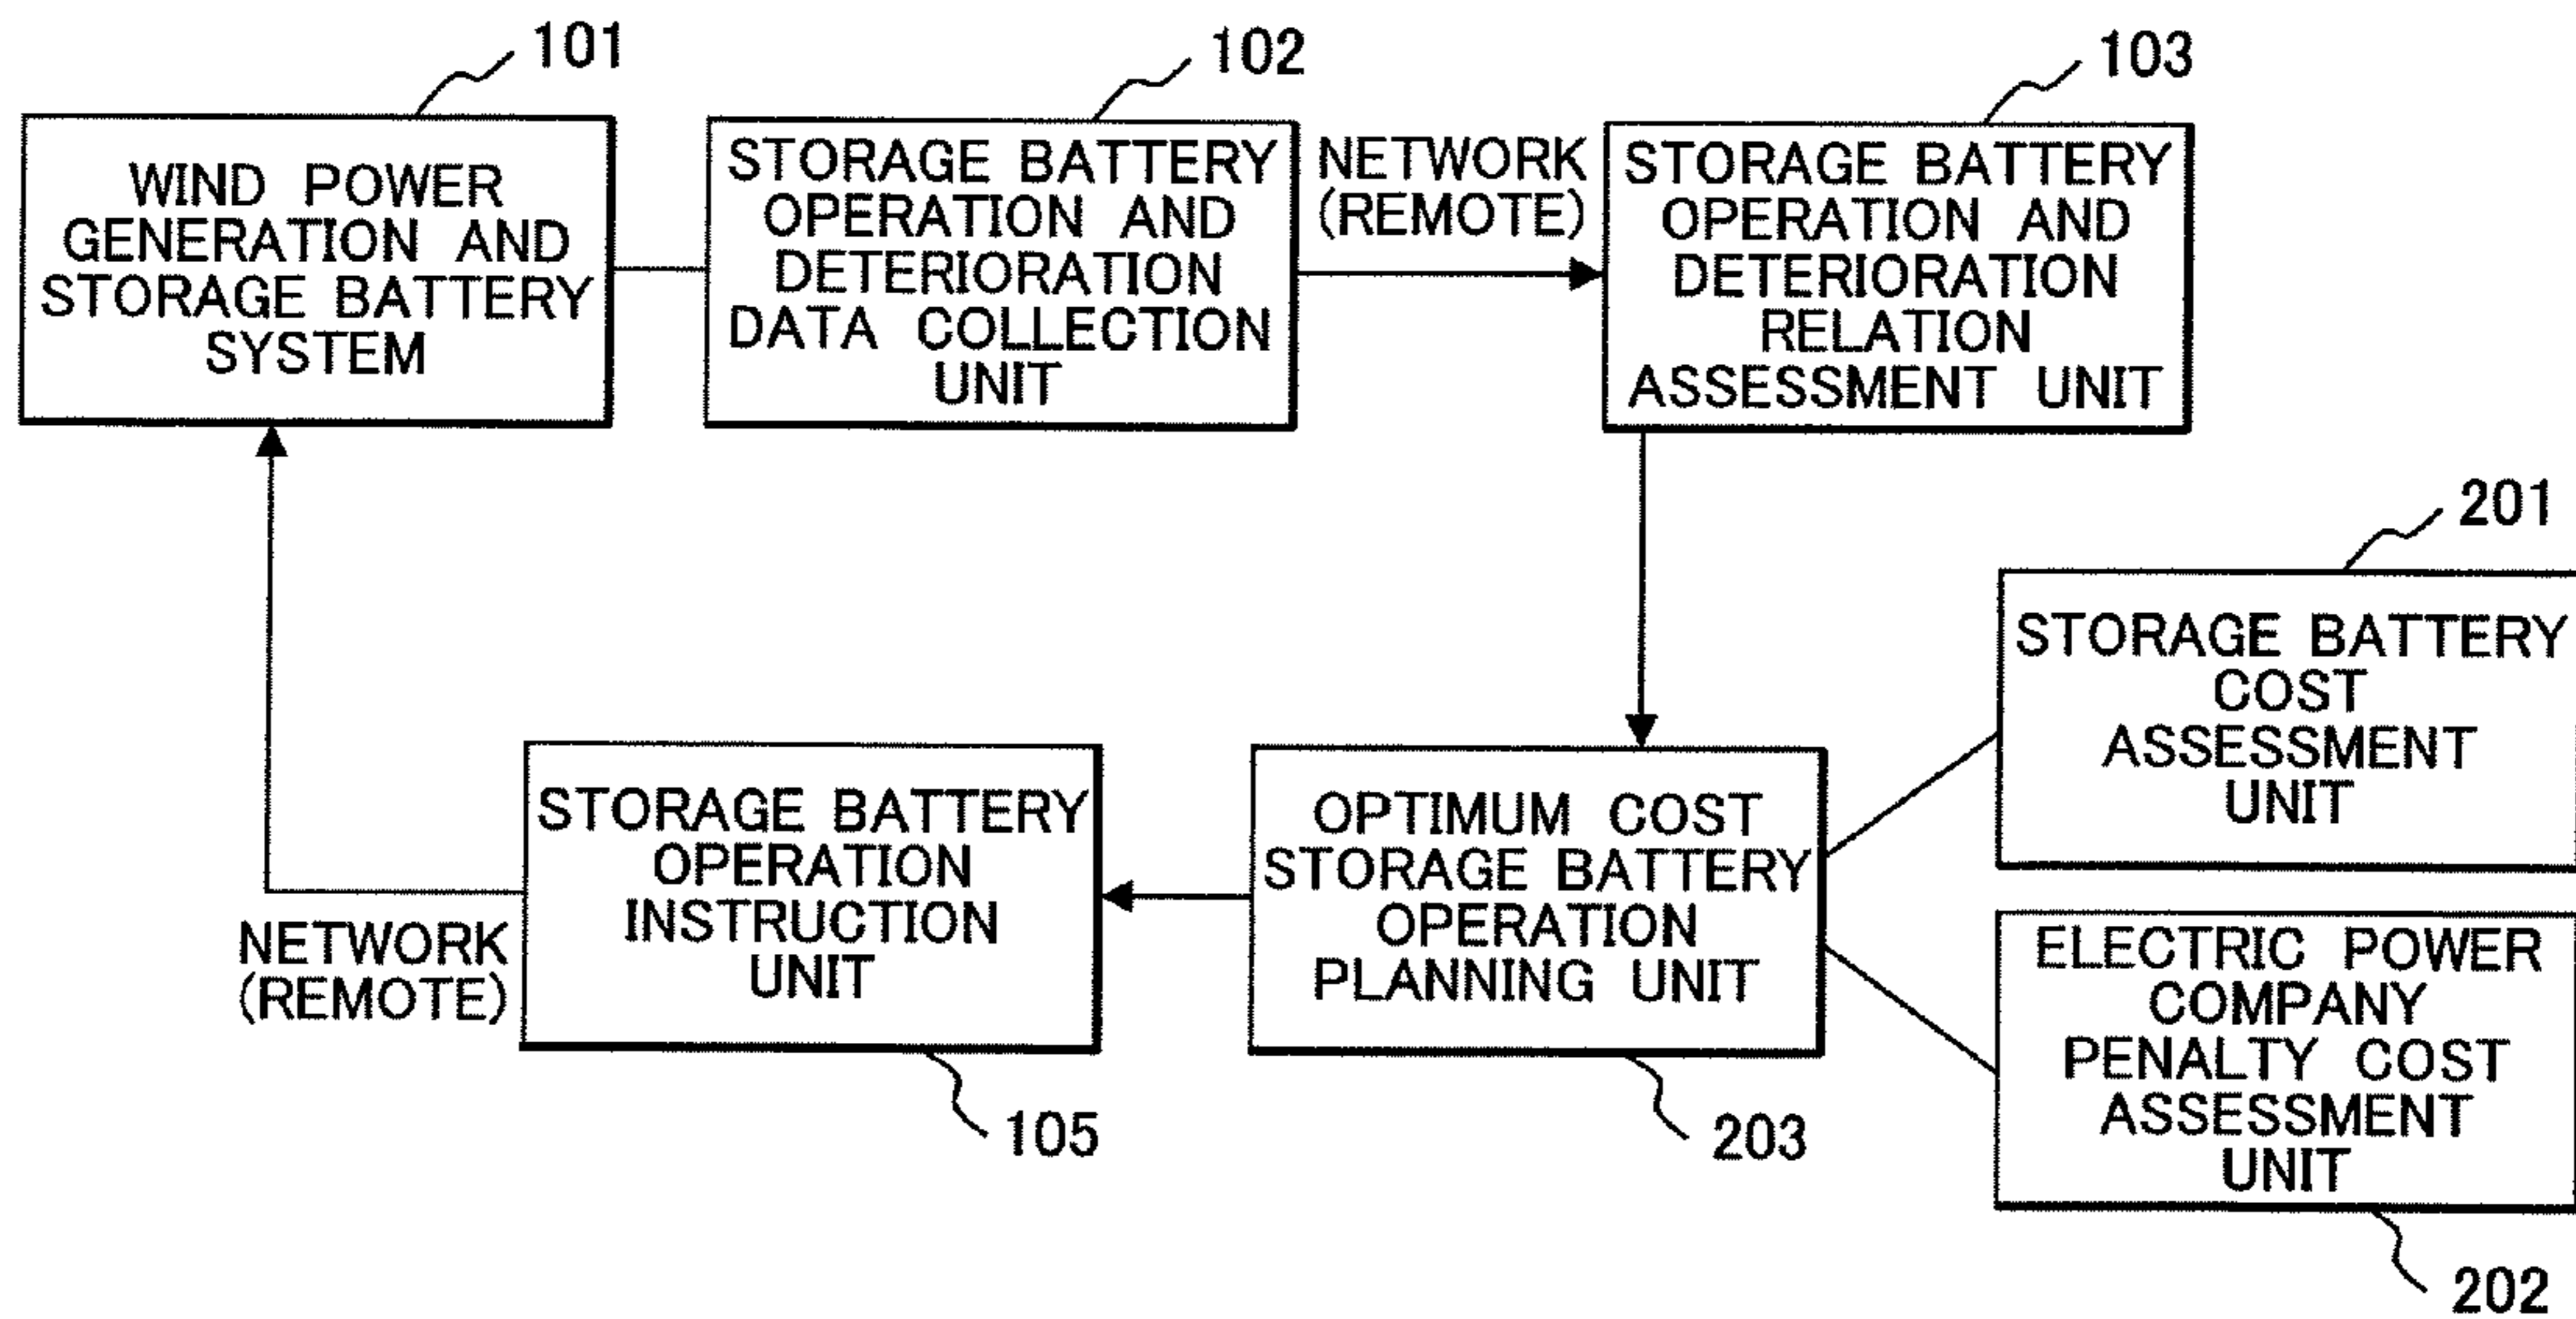 101
WIND POWER
GENERATION AND
STORAGE BATTERY
SYSTEM
102
STORAGE BATTERY
OPERATION AND
DETERIORATION
DATA COLLECTION
UNIT
NETWORK
(REMOTE)
103
STORAGE BATTERY
OPERATION AND
DETERIORATION
RELATION
ASSESSMENT UNIT
201
STORAGE BATTERY
COST
ASSESSMENT
UNIT
STORAGE BATTERY
OPERATION
INSTRUCTION
UNIT
105
NETWORK
(REMOTE)
OPTIMUM COST
STORAGE BATTERY
OPERATION
PLANNING UNIT
203
ELECTRIC POWER
COMPANY
PENALTY COST
ASSESSMENT
UNIT
202